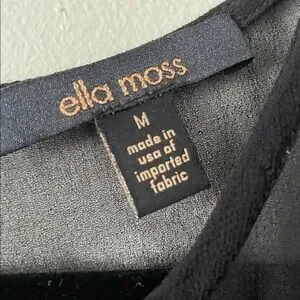 ella moss
M
made in
usa of
imported
fabric